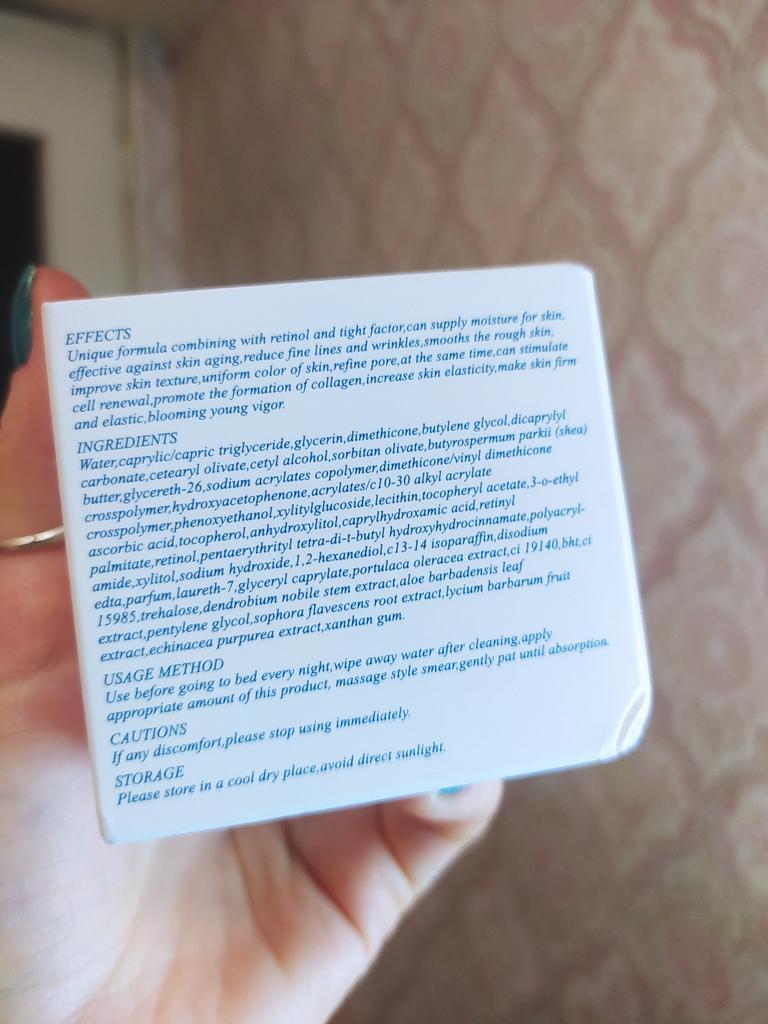 EFFECTS
Unique formula combining with retinol and tight factor,can supply moisture for skin,
effective against skin aging,reduce fine lines and wrinkles,smooths the rough skin,
improve skin texture,uniform color of skin,refine pore,at the same time,can stimulate
cell renewal,promote the formation of collagen,increase skin elasticity,make skin firm
and elastic,blooming young vigor.
INGREDIENTS
Water,caprylic/capric triglyceride,glycerin,dimethicone,butylene glycol,dicaprylyl
carbonate,cetearyl olivate,cetyl alcohol,sorbitan olivate,butyrospermum parkii (shea)
butter,glycereth-26,sodium acrylates copolymer,dimethicone/vinyl dimethicone
crosspolymer,hydroxyacetophenone,acrylates/c10-30 alkyl acrylate
crosspolymer,phenoxyethanol,xylitylglucoside,lecithin,tocopheryl acetate,3-o-ethyl
ascorbic acid,tocopherol,anhydroxylitol,caprylhydroxamic acid,retinyl
palmitate,retinol,pentaerythrityl tetra-di-t-butyl hydroxyhydrocinnamate,polyacryl-
amide,xylitol,sodium hydroxide,1,2-hexanediol,c13-14 isoparaffin,disodium
edta,parfum,laureth-7,glyceryl caprylate,portulaca oleracea extract,ci 19140,bht,ci
15985,trehalose,dendrobium nobile stem extract,aloe barbadensis leaf
extract,pentylene glycol,sophora flavescens root extract,lycium barbarum fruit
extract,echinacea purpurea extract,xanthan gum.
USAGE METHOD
Use before going to bed every night,wipe away water after cleaning,apply
appropriate amount of this product, massage style smear,gently pat until absorption.
CAUTIONS
If any discomfort,please stop using immediately.
STORAGE
Please store in a cool dry place,avoid direct sunlight.